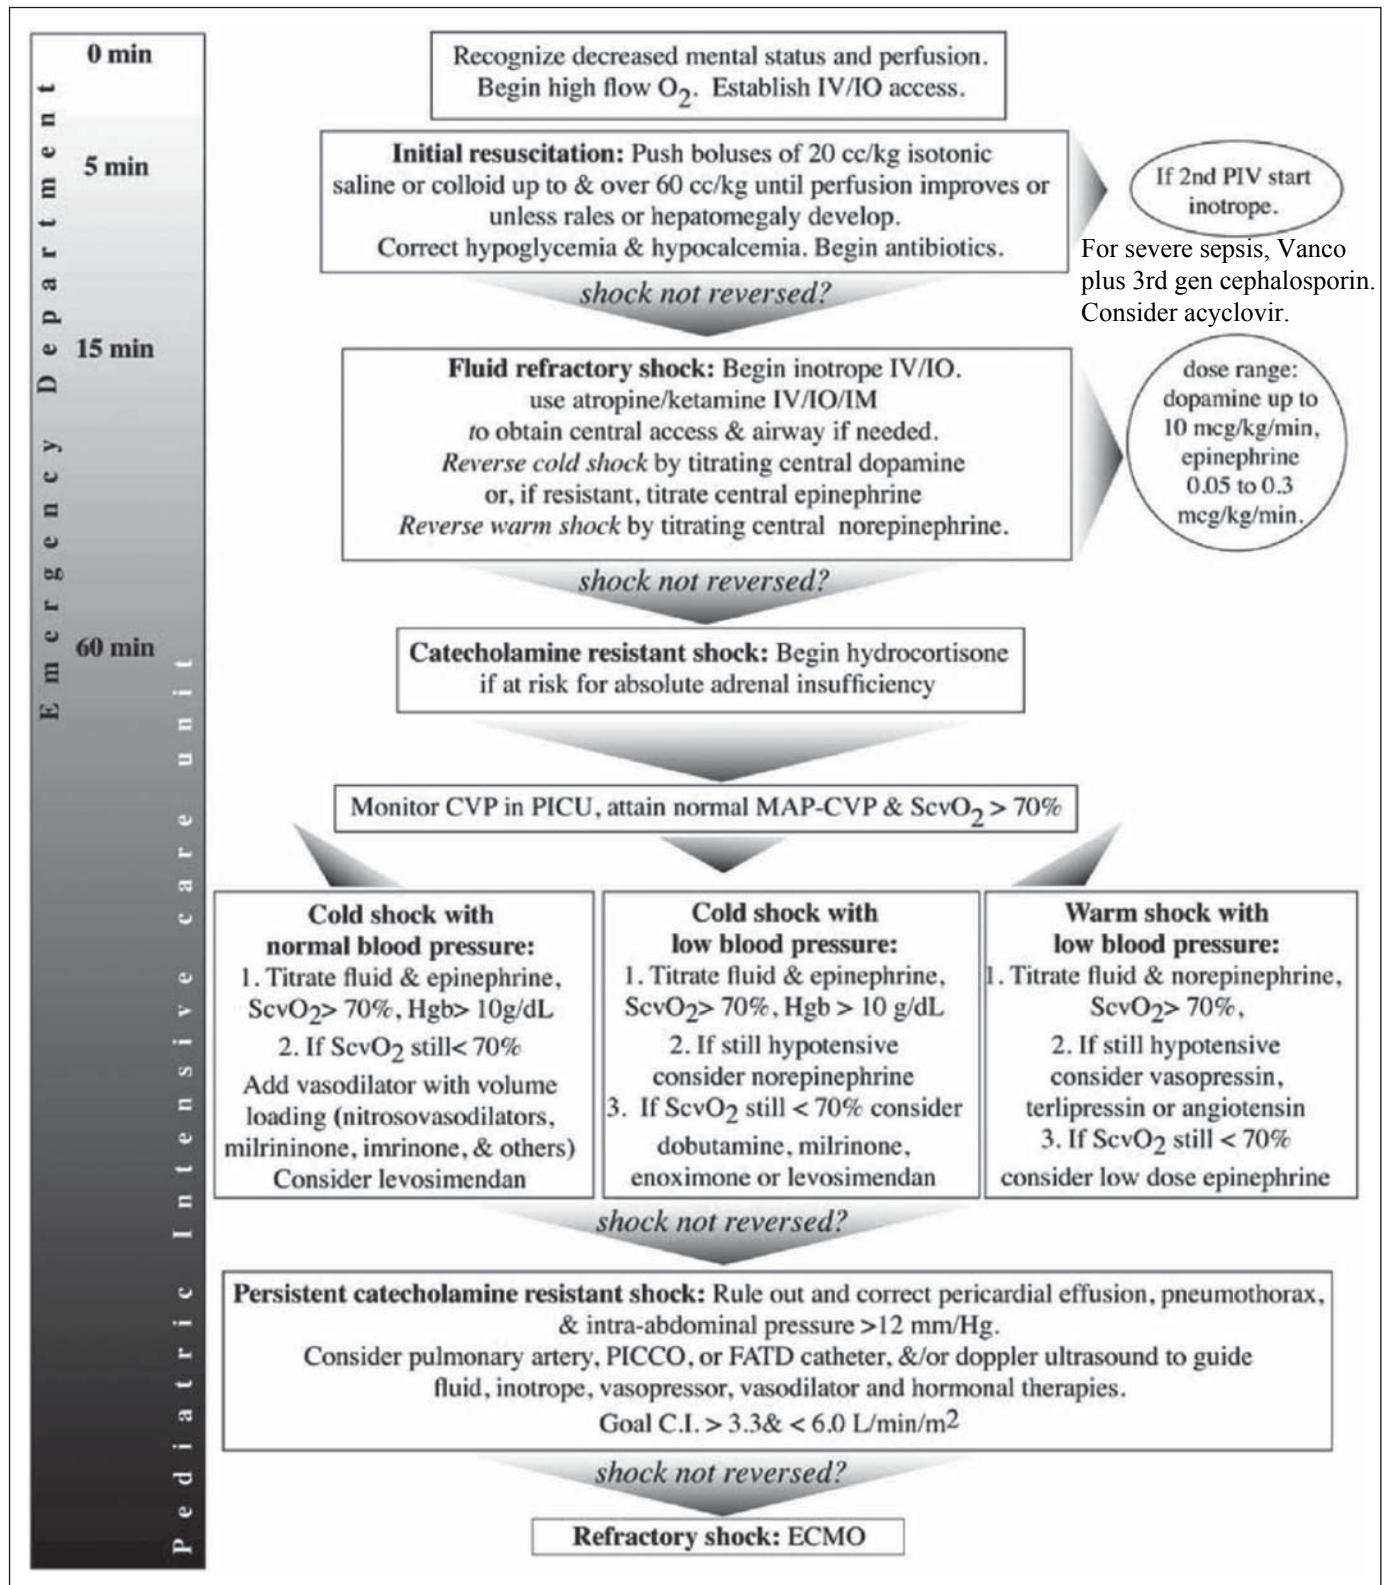 0 min
5 min
15 min
60 min
Emergency Department
Pediatric Intensive care unit
Recognize decreased mental status and perfusion.
Begin high flow O2. Establish IV/IO access.
Initial resuscitation: Push boluses of 20 cc/kg isotonic
saline or colloid up to & over 60 cc/kg until perfusion improves or
unless rales or hepatomegaly develop.
Correct hypoglycemia & hypocalcemia. Begin antibiotics.
If 2nd PIV start
inotrope.
For severe sepsis, Vanco
plus 3rd gen cephalosporin.
Consider acyclovir.
shock not reversed?
Fluid refractory shock: Begin inotrope IV/IO.
use atropine/ketamine IV/IO/IM
to obtain central access & airway if needed.
Reverse cold shock by titrating central dopamine
or, if resistant, titrate central epinephrine
Reverse warm shock by titrating central norepinephrine.
dose range:
dopamine up to
10 mcg/kg/min,
epinephrine
0.05 to 0.3
mcg/kg/min.
shock not reversed?
Catecholamine resistant shock: Begin hydrocortisone
if at risk for absolute adrenal insufficiency
Monitor CVP in PICU, attain normal MAP-CVP & ScvO2 > 70%
Cold shock with
normal blood pressure:
1. Titrate fluid & epinephrine,
ScvO2> 70%, Hgb> 10g/dL
2. If ScvO2 still< 70%
Add vasodilator with volume
loading (nitrosovasodilators,
milrininone, imrinone, & others)
Consider levosimendan
Cold shock with
low blood pressure:
1. Titrate fluid & epinephrine,
ScvO2> 70%, Hgb > 10 g/dL
2. If still hypotensive
consider norepinephrine
3. If ScvO2 still < 70% consider
dobutamine, milrinone,
enoximone or levosimendan
Warm shock with
low blood pressure:
1. Titrate fluid & norepinephrine,
ScvO2> 70%,
2. If still hypotensive
consider vasopressin,
terlipressin or angiotensin
3. If ScvO2 still < 70%
consider low dose epinephrine
shock not reversed?
Persistent catecholamine resistant shock: Rule out and correct pericardial effusion, pneumothorax,
& intra-abdominal pressure >12 mm/Hg.
Consider pulmonary artery, PICCO, or FATD catheter, &/or doppler ultrasound to guide
fluid, inotrope, vasopressor, vasodilator and hormonal therapies.
Goal C.I. > 3.3& < 6.0 L/min/m2
shock not reversed?
Refractory shock: ECMO